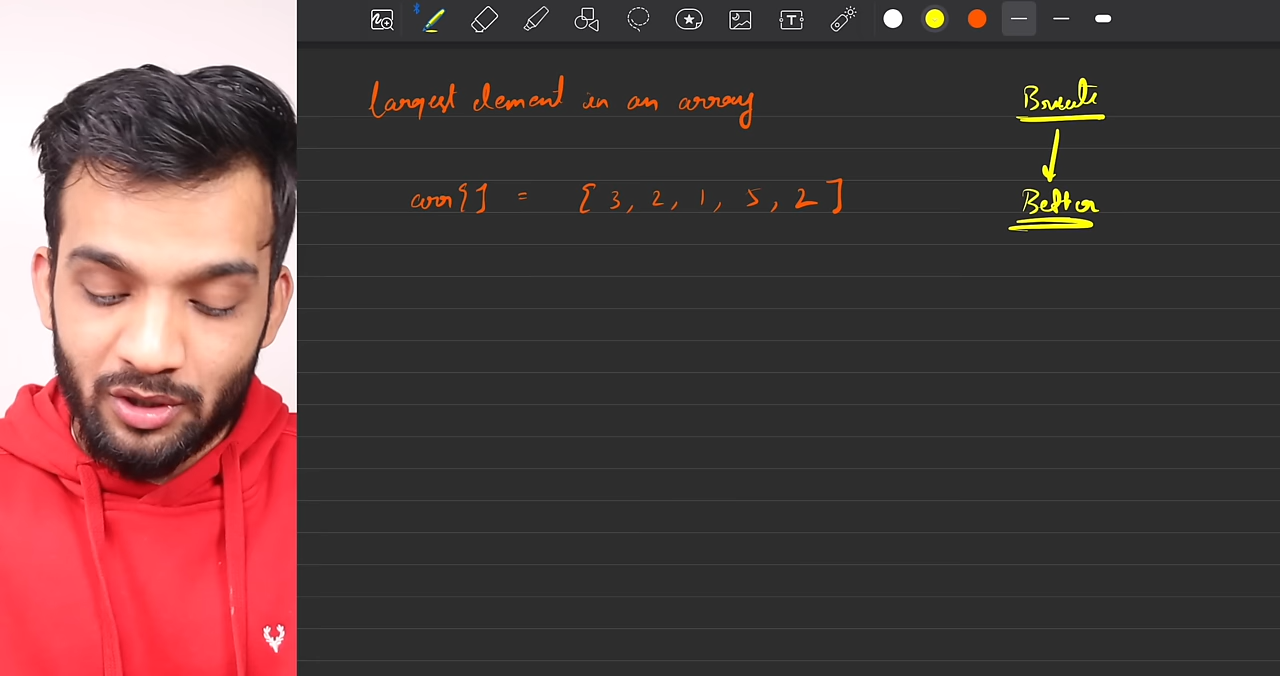 largest element in an array
Brute
arr[] = [ 3, 2, 1, 5, 2 ]
Better